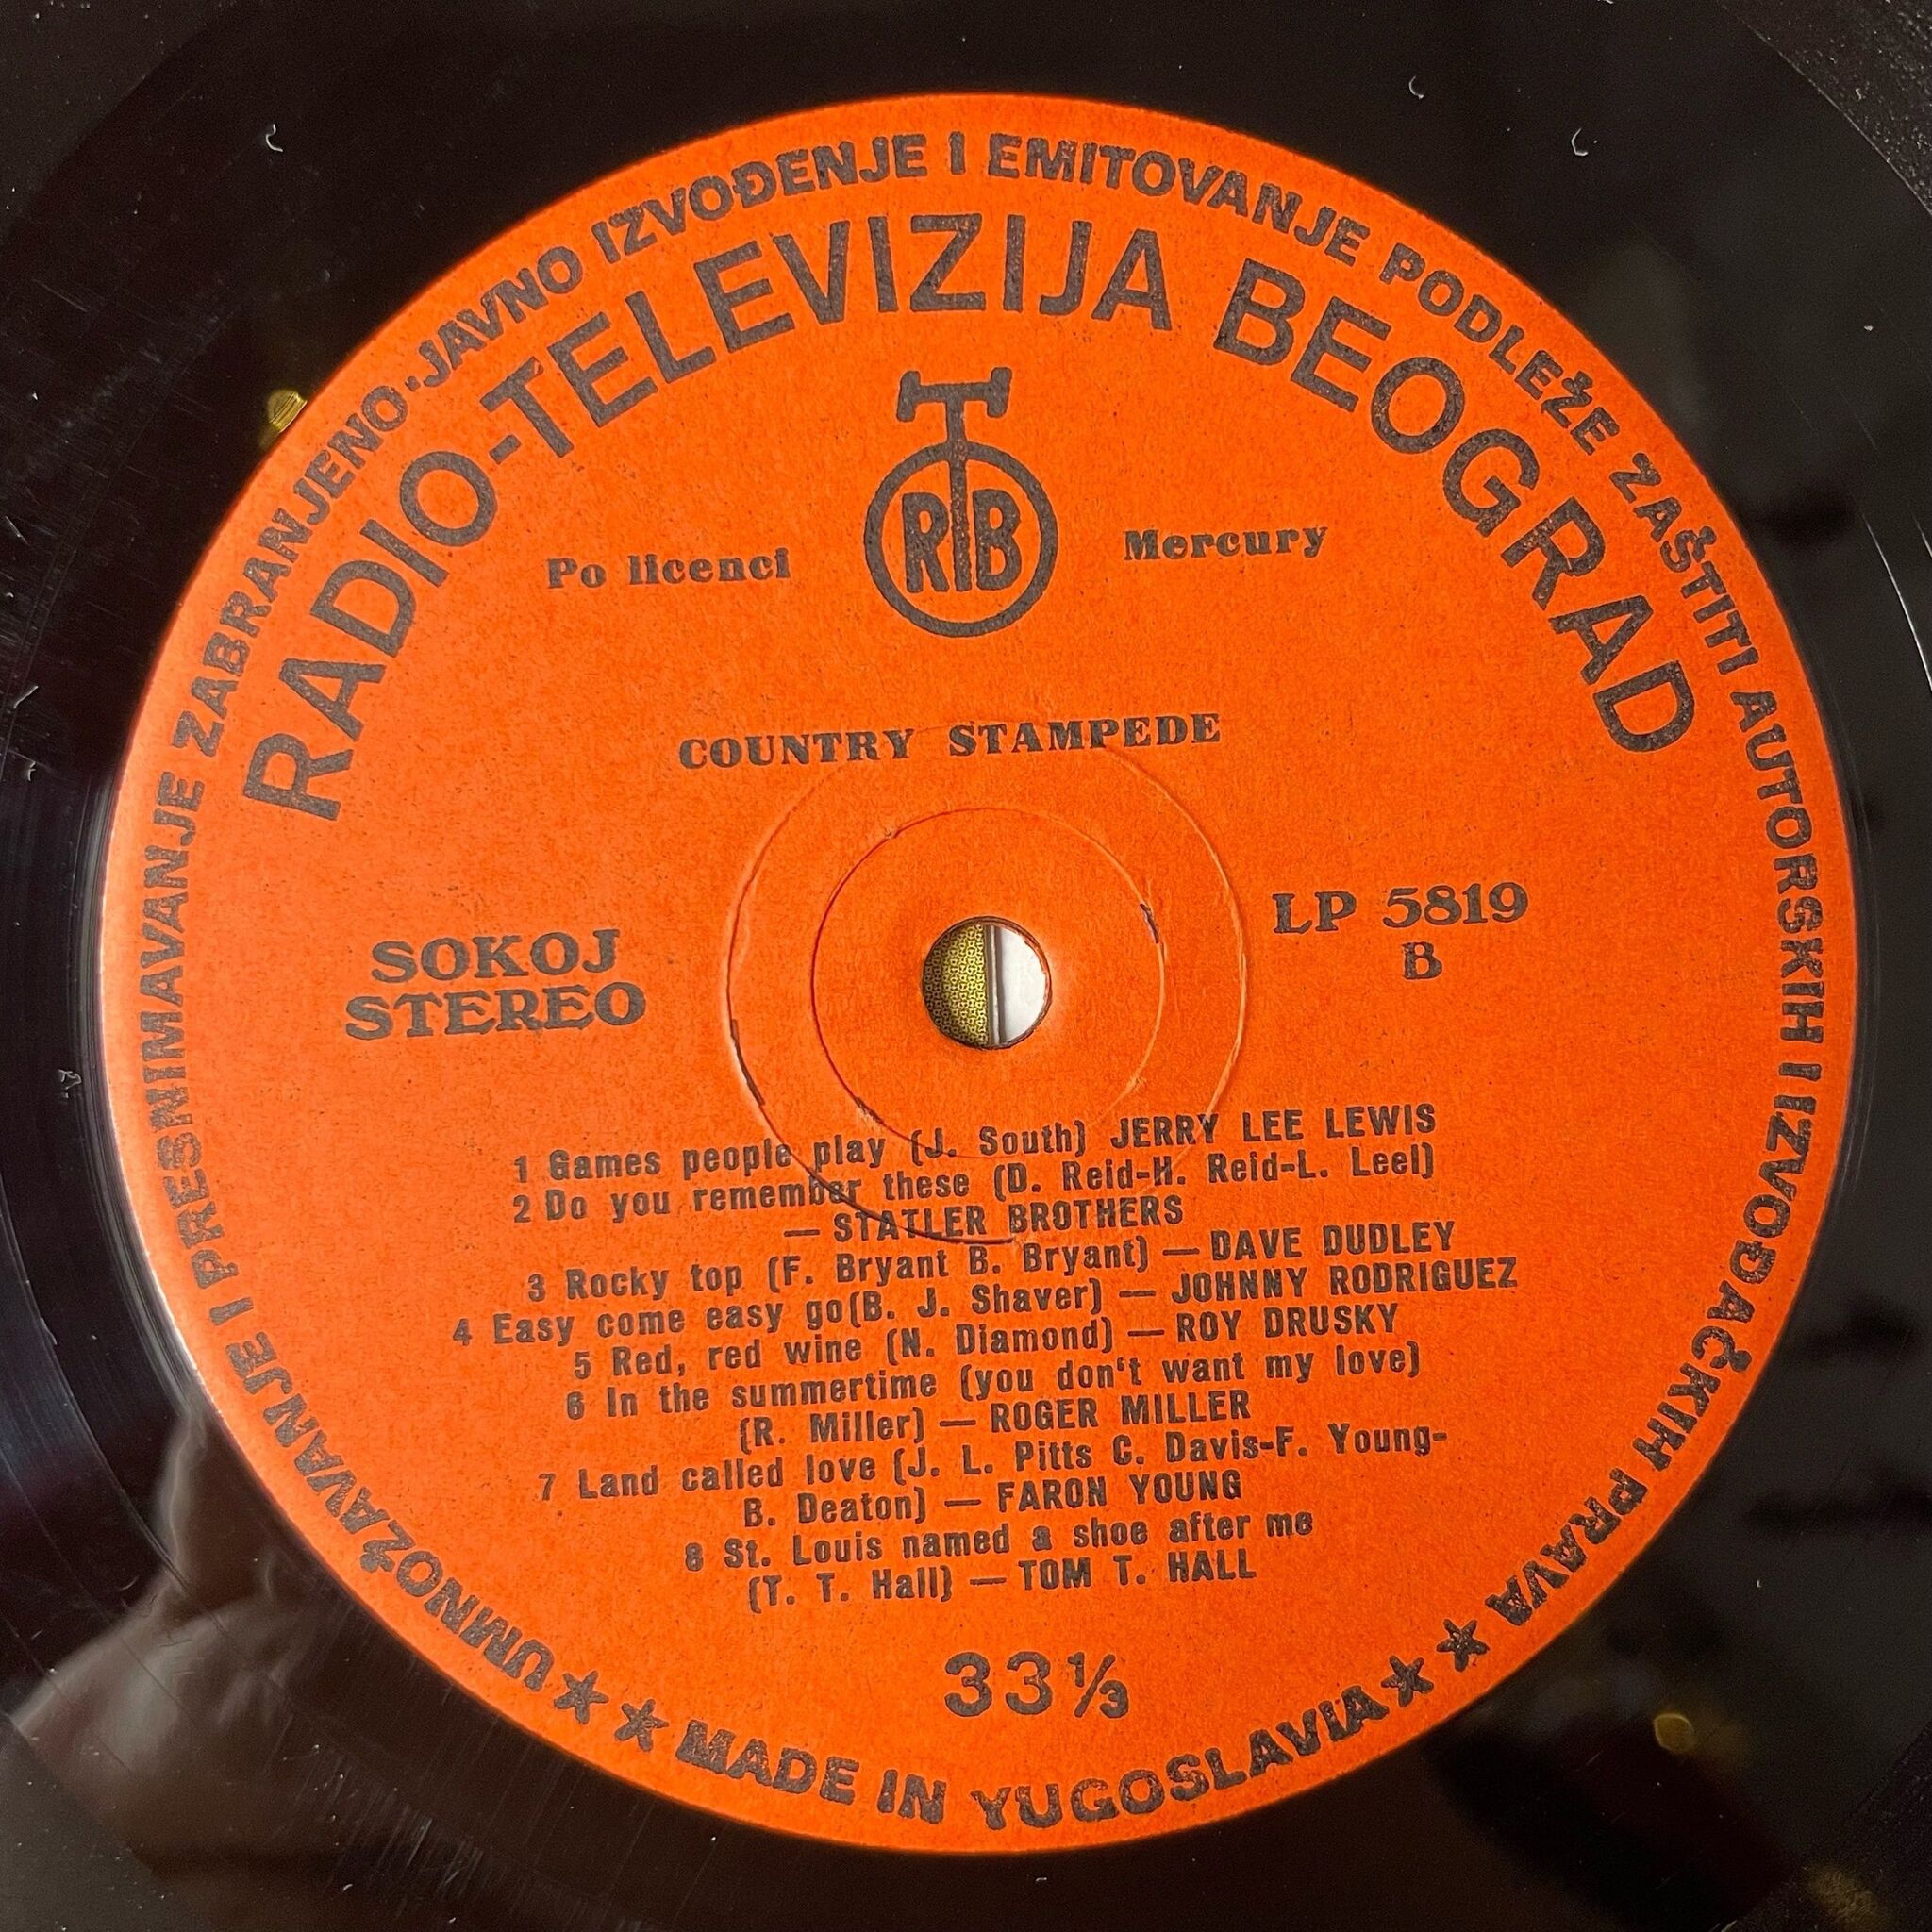 UMNOŽAVANJE I PRESNIMAVANJE ZABRANJENO·JAVNO IZVOĐENJE I EMITOVANJE PODLEŽE ZAŠTITI AUTORSKIH I IZVOĐAČKIH PRAVA
RADIO-TELEVIZIJA BEOGRAD
RTB
Po licenci
Mercury
COUNTRY STAMPEDE
SOKOJ
STEREO
LP 5819
B
1 Games people play (J. South) JERRY LEE LEWIS
2 Do you remember these (D. Reid-H. Reid-L. Leel)
— STATLER BROTHERS
3 Rocky top (F. Bryant B. Bryant) — DAVE DUDLEY
4 Easy come easy go(B. J. Shaver) — JOHNNY RODRIGUEZ
5 Red, red wine (N. Diamond) — ROY DRUSKY
6 In the summertime (you don't want my love)
(R. Miller) — ROGER MILLER
7 Land called love (J. L. Pitts C. Davis-F. Young-
B. Deaton) — FARON YOUNG
8 St. Louis named a shoe after me
(T. T. Hall) — TOM T. HALL
33⅓
MADE IN YUGOSLAVIA